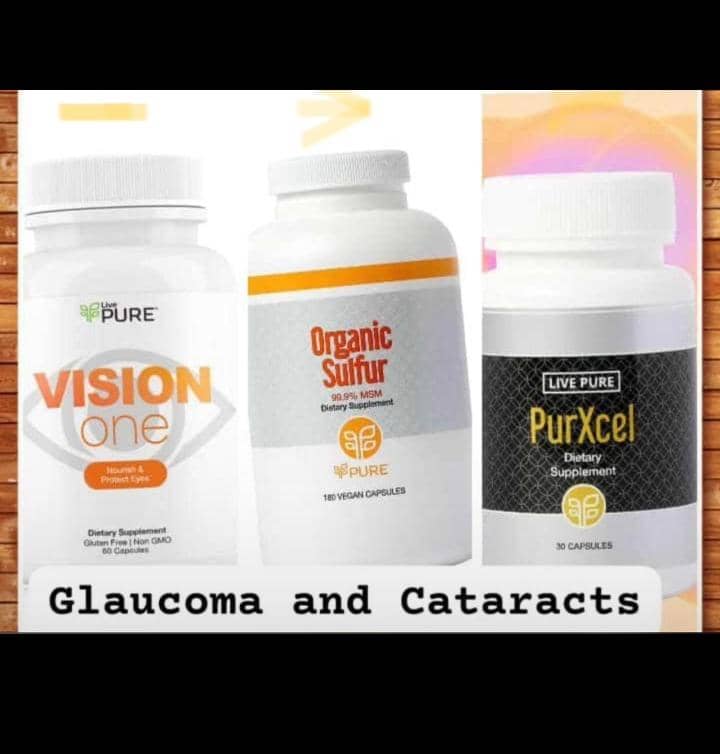 Live
PURE
VISION
one
Nourish &
Protect Eyes
Dietary Supplement
Gluten Free | Non GMO
60 Capsules
Organic
Sulfur
99.9% MSM
Dietary Supplement
PURE
180 VEGAN CAPSULES
LIVE PURE
PurXcel
Dietary
Supplement
30 CAPSULES
Glaucoma and Cataracts